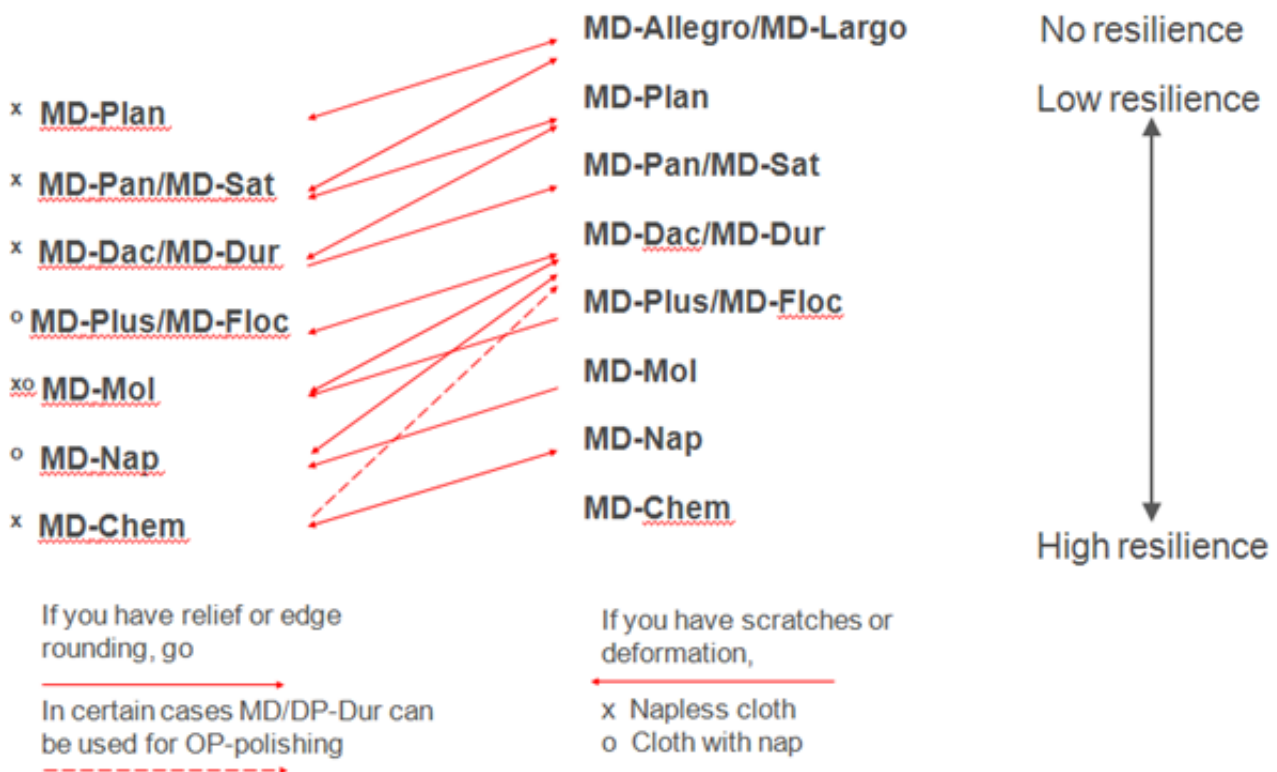 MD-Allegro/MD-Largo
No resilience
x MD-Plan
MD-Plan
Low resilience
x MD-Pan/MD-Sat
MD-Pan/MD-Sat
x MD-Dac/MD-Dur
MD-Dac/MD-Dur
o MD-Plus/MD-Floc
MD-Plus/MD-Floc
xo MD-Mol
MD-Mol
o MD-Nap
MD-Nap
x MD-Chem
MD-Chem
High resilience
If you have relief or edge
rounding, go
In certain cases MD/DP-Dur can
be used for OP-polishing
If you have scratches or
deformation,
x Napless cloth
o Cloth with nap